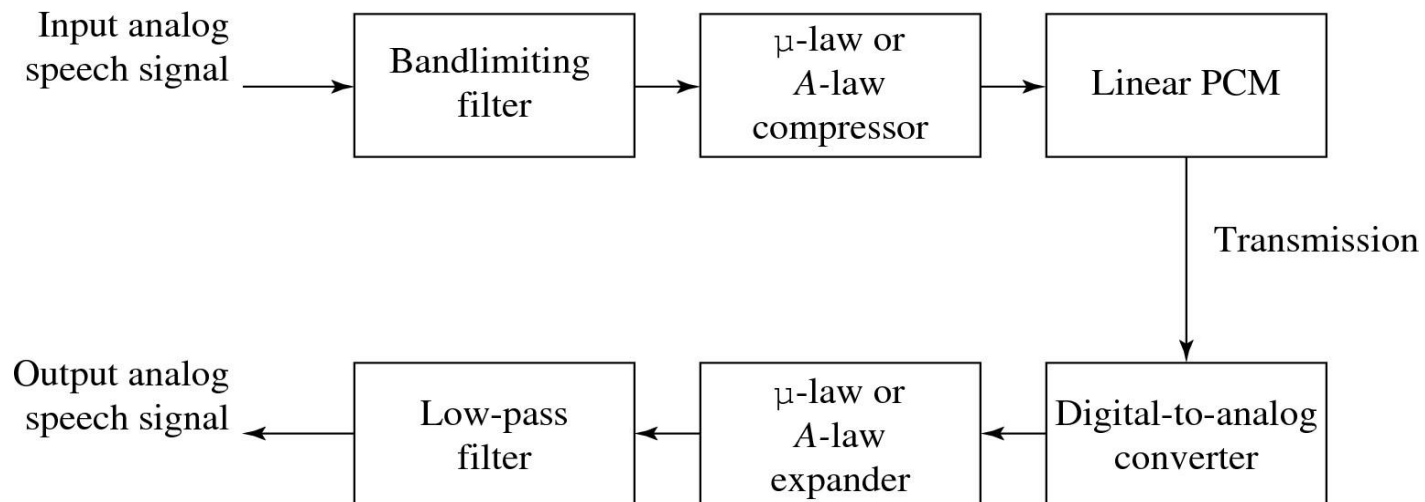 Input analog
speech signal
Bandlimiting
filter
µ-law or
A-law
compressor
Linear PCM
Transmission
Output analog
speech signal
Low-pass
filter
µ-law or
A-law
expander
Digital-to-analog
converter